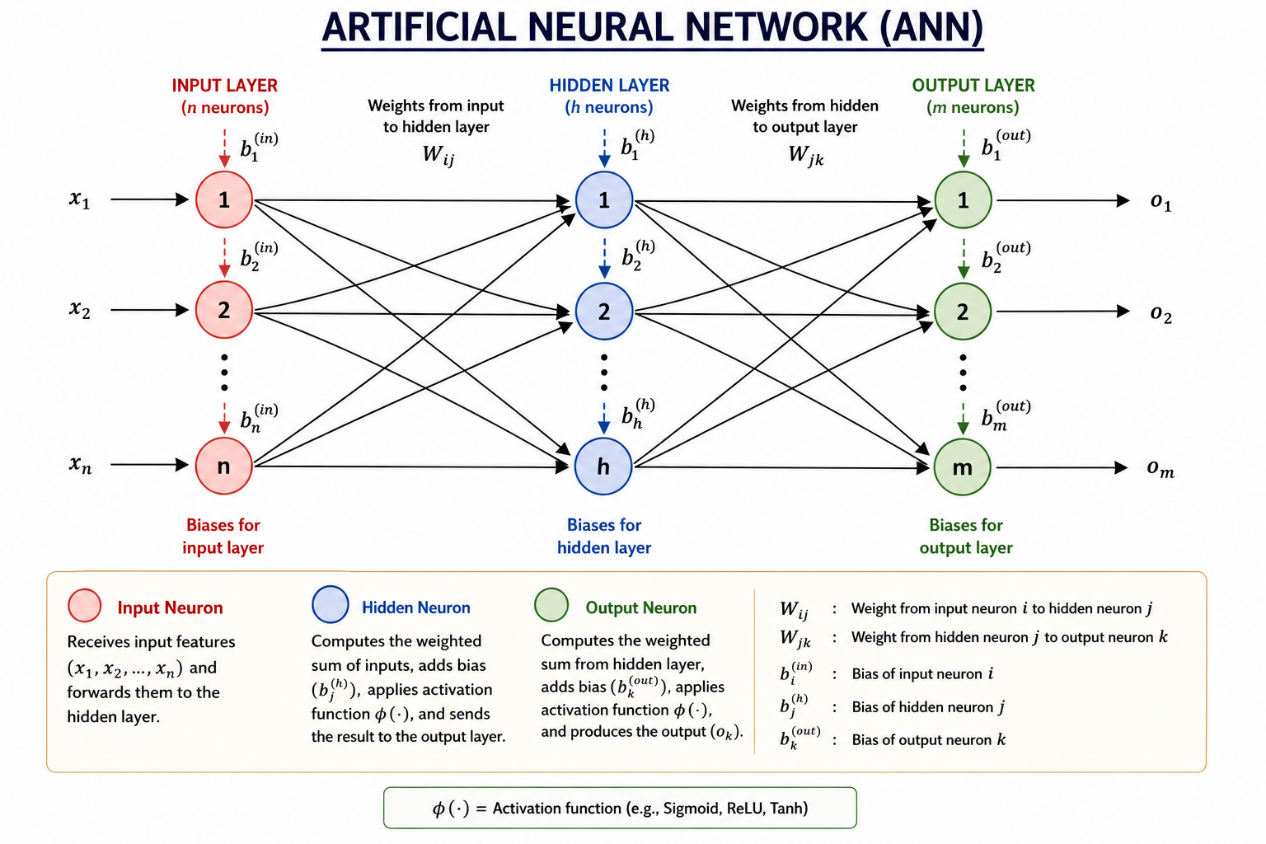 ARTIFICIAL NEURAL NETWORK (ANN)
INPUT LAYER
(n neurons)
Weights from input
to hidden layer
W_{ij}
HIDDEN LAYER
(h neurons)
Weights from hidden
to output layer
W_{jk}
OUTPUT LAYER
(m neurons)
b_1^{(in)}
b_1^{(h)}
b_1^{(out)}
x_1
1
1
1
o_1
b_2^{(in)}
b_2^{(h)}
b_2^{(out)}
x_2
2
2
2
o_2
b_n^{(in)}
b_h^{(h)}
b_m^{(out)}
x_n
n
h
m
o_m
Biases for
input layer
Biases for
hidden layer
Biases for
output layer
Input Neuron
Receives input features
(x_1, x_2, ..., x_n) and
forwards them to the
hidden layer.
Hidden Neuron
Computes the weighted
sum of inputs, adds bias
(b_j^{(h)}), applies activation
function ϕ(·), and sends
the result to the output layer.
Output Neuron
Computes the weighted
sum from hidden layer,
adds bias (b_k^{(out)}), applies
activation function ϕ(·),
and produces the output (o_k).
W_{ij} : Weight from input neuron i to hidden neuron j
W_{jk} : Weight from hidden neuron j to output neuron k
b_i^{(in)} : Bias of input neuron i
b_j^{(h)} : Bias of hidden neuron j
b_k^{(out)} : Bias of output neuron k
ϕ(·) = Activation function (e.g., Sigmoid, ReLU, Tanh)